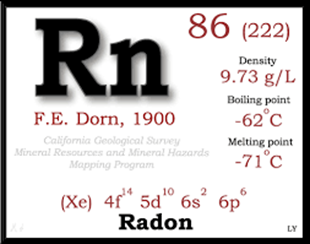 Rn
86 (222)
Density
9.73 g/L
Boiling point
-62°C
Melting point
-71°C
F.E. Dorn, 1900
California Geological Survey
Mineral Resources and Mineral Hazards
Mapping Program
(Xe) 4f¹⁴ 5d¹⁰ 6s² 6p⁶
Radon
LY